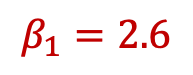 β₁ = 2.6